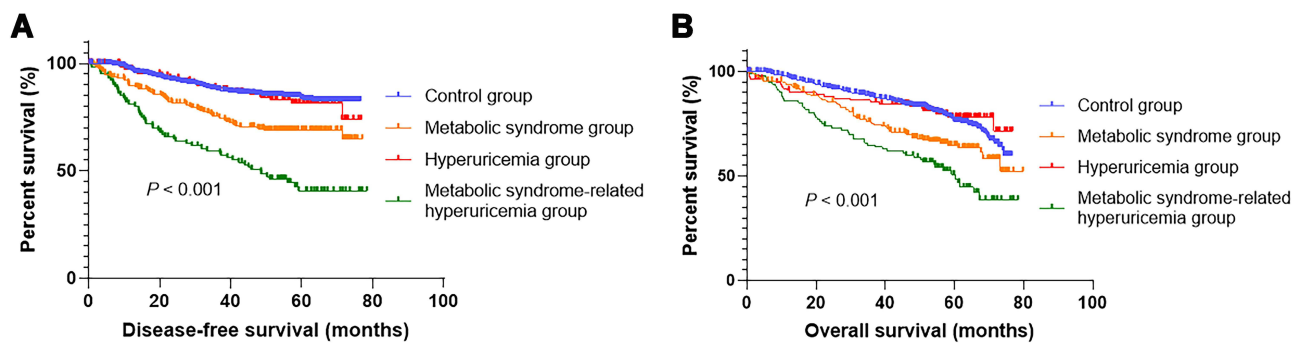 A
Percent survival (%)
100
50
0
0 20 40 60 80 100
Disease-free survival (months)
P < 0.001
Control group
Metabolic syndrome group
Hyperuricemia group
Metabolic syndrome-related
hyperuricemia group
B
Percent survival (%)
100
50
0
0 20 40 60 80 100
Overall survival (months)
P < 0.001
Control group
Metabolic syndrome group
Hyperuricemia group
Metabolic syndrome-related
hyperuricemia group